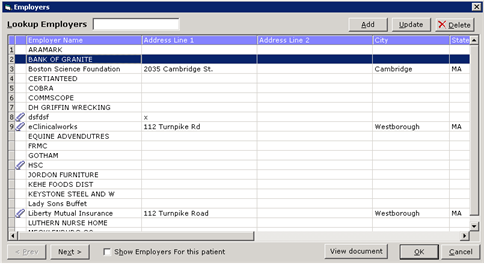 Employers
Lookup Employers Add Update Delete
Employer Name Address Line 1 Address Line 2 City State
1 ARAMARK
2 BANK OF GRANITE
3 Boston Science Foundation 2035 Cambridge St. Cambridge MA
4 CERTIANTEED
5 COBRA
6 COMMSCOPE
7 DH GRIFFIN WRECKING
8 dsfdsf x
9 eClinicalworks 112 Turnpike Rd Westborough MA
EQUINE ADVENDUTRES
FRMC
GOTHAM
HSC
JORDON FURNITURE
KEHE FOODS DIST
KEYSTONE STEEL AND W
Lady Sons Buffet
Liberty Mutual Insurance 112 Turnpike Road Westborough MA
LUTHERN NURSE HOME
< Prev Next > Show Employers For this patient View document OK Cancel